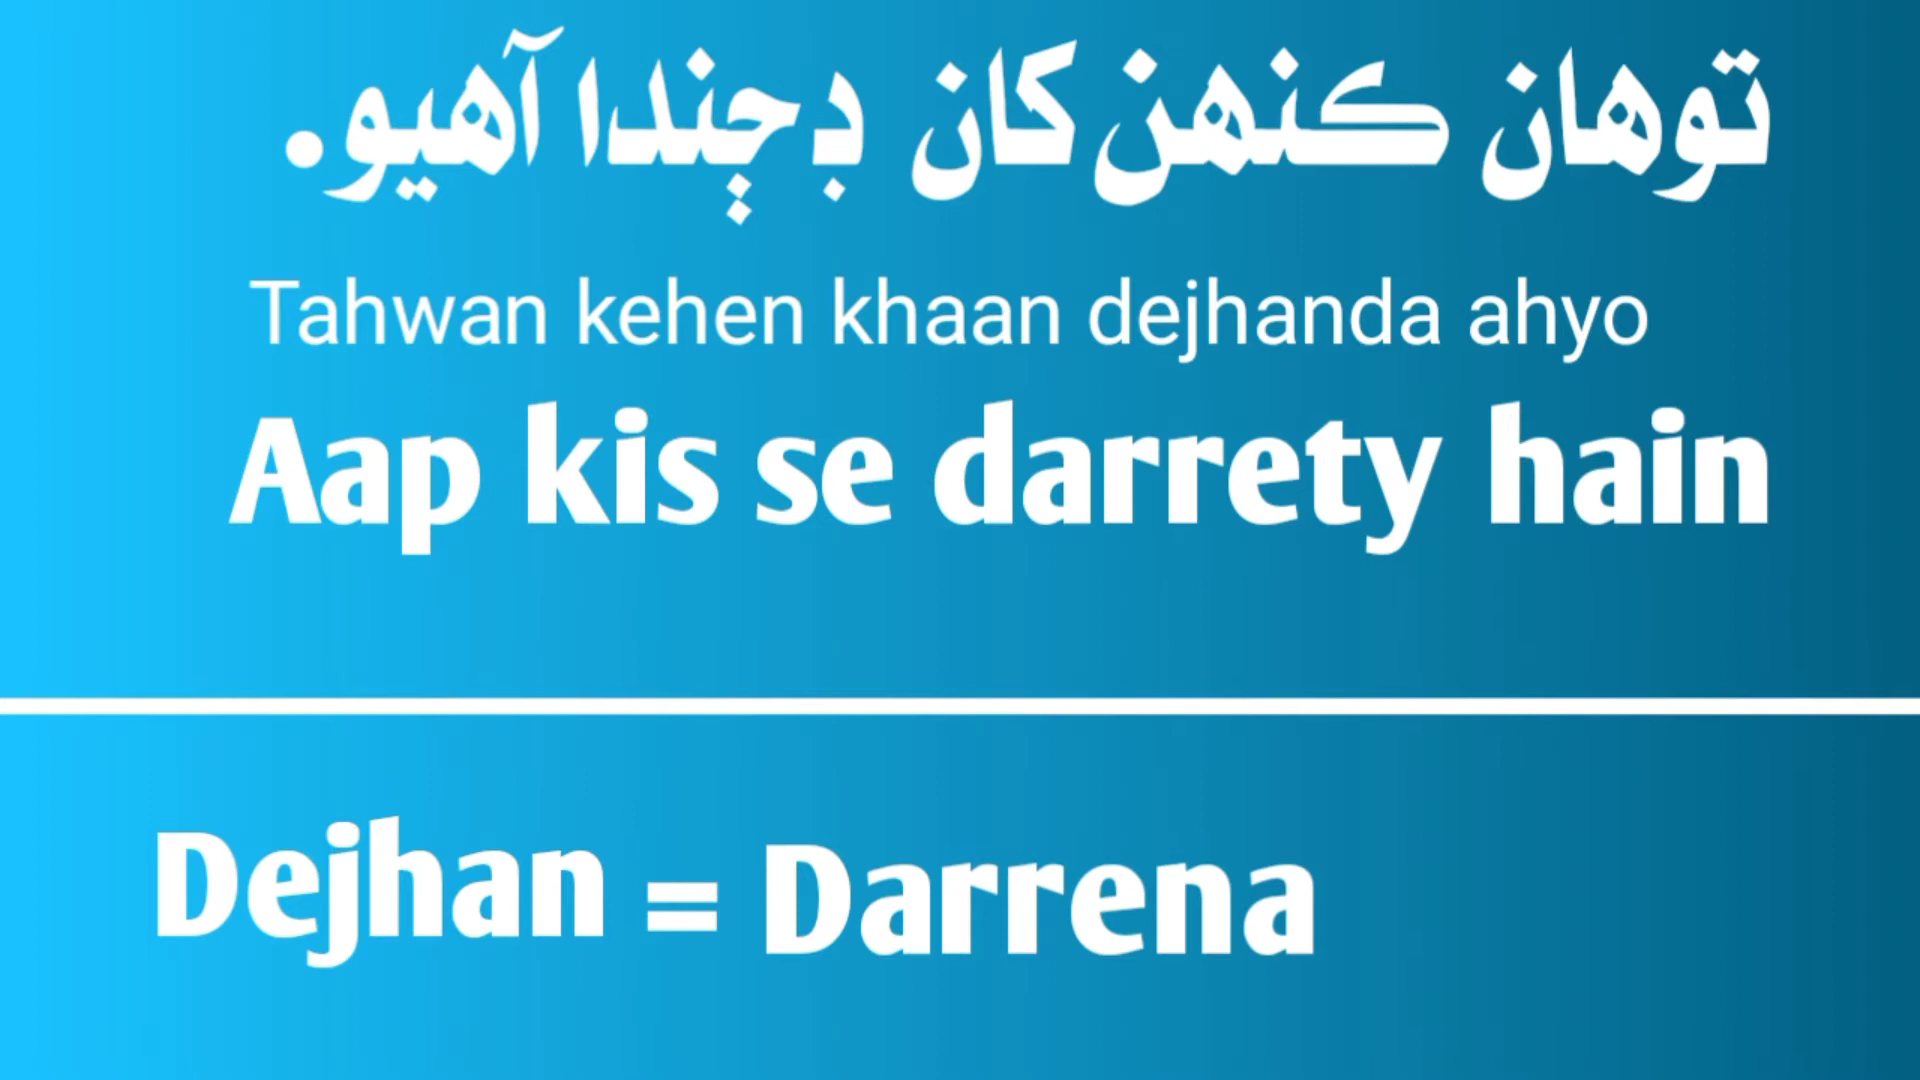 توهان ڪنهن کان ڊڄندا آهيو.
Tahwan kehen khaan dejhanda ahyo
Aap kis se darrety hain
Dejhan = Darrena